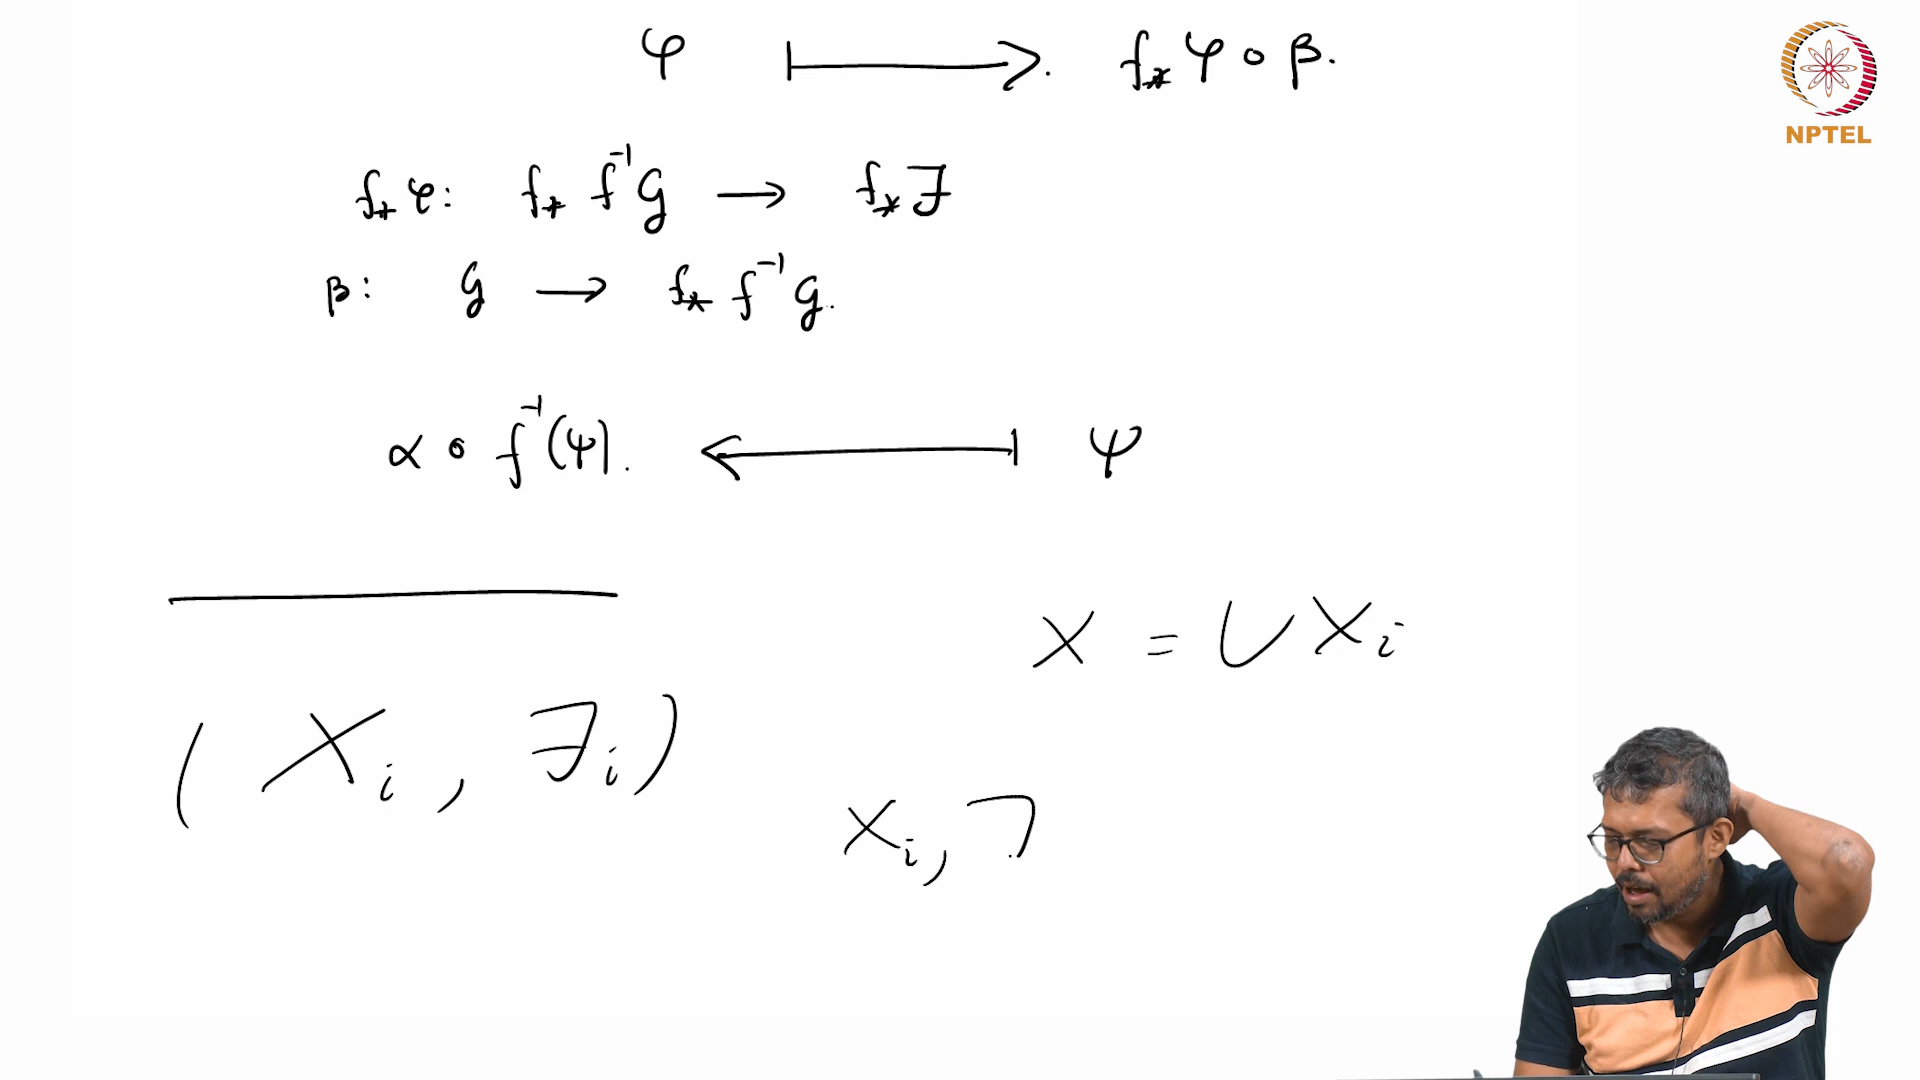 φ ⟼ f_* φ ∘ β.
NPTEL
f_* φ: f_* f^{-1} G → f_* F
β: G → f_* f^{-1} G.
α ∘ f^{-1}(ψ). ⟻ ψ
X = ∪ X_i
(X_i, F_i)
X_i,